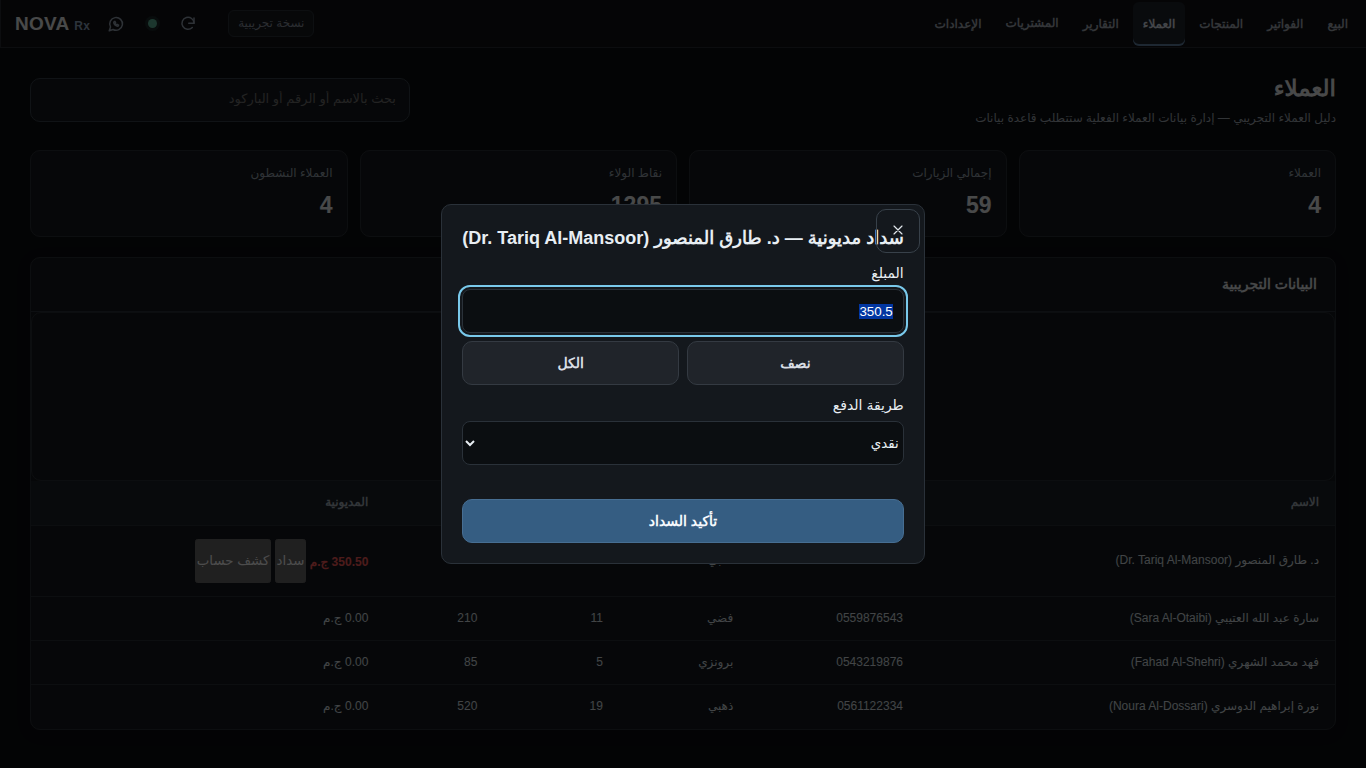 البيع
الفواتير
المنتجات
العملاء
التقارير
المشتريات
الإعدادات
نسخة تجريبية
NOVA Rx
العملاء
دليل العملاء التجريبي — إدارة بيانات العملاء الفعلية ستتطلب قاعدة بيانات
بحث بالاسم أو الرقم أو الباركود
العملاء
4
إجمالي الزيارات
59
نقاط الولاء
1295
العملاء النشطون
4
البيانات التجريبية
سداد مديونية — د. طارق المنصور (Dr. Tariq Al-Mansoor)
المبلغ
350.5
نصف
الكل
طريقة الدفع
نقدي
تأكيد السداد
الاسم
المديونية
د. طارق المنصور (Dr. Tariq Al-Mansoor)
350.50 ج.م
سداد
كشف حساب
سارة عبد الله العتيبي (Sara Al-Otaibi) 0559876543 فضي 11 210 0.00 ج.م
فهد محمد الشهري (Fahad Al-Shehri) 0543219876 برونزي 5 85 0.00 ج.م
نورة إبراهيم الدوسري (Noura Al-Dossari) 0561122334 ذهبي 19 520 0.00 ج.م